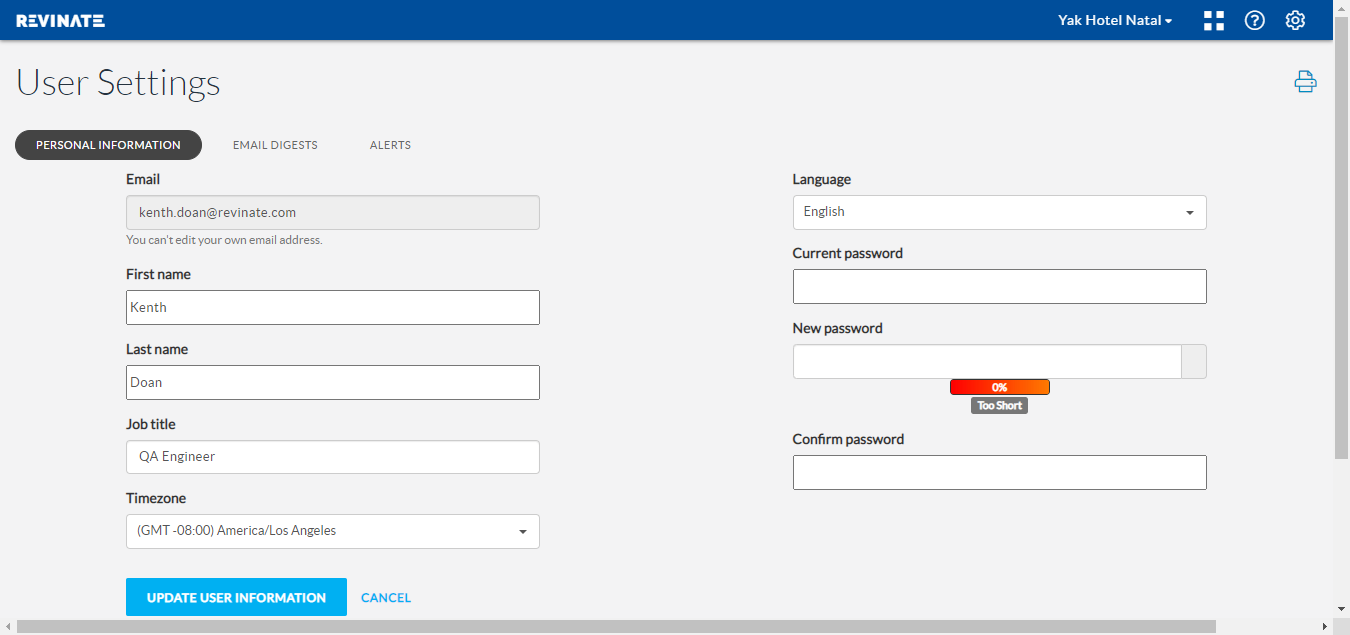 REVINATE
Yak Hotel Natal
User Settings
PERSONAL INFORMATION
EMAIL DIGESTS
ALERTS
Email
kenth.doan@revinate.com
You can't edit your own email address.
First name
Kenth
Last name
Doan
Job title
QA Engineer
Timezone
(GMT -08:00) America/Los Angeles
UPDATE USER INFORMATION
CANCEL
Language
English
Current password
New password
0%
Too Short
Confirm password